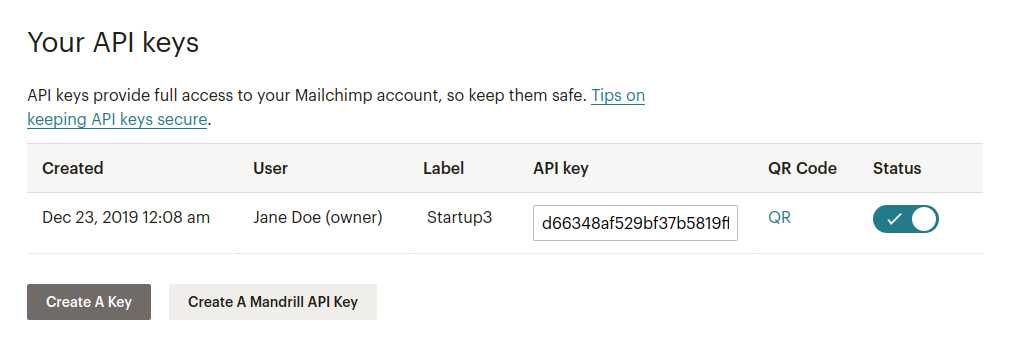 Your API keys
API keys provide full access to your Mailchimp account, so keep them safe. Tips on
keeping API keys secure.
Created User Label API key QR Code Status
Dec 23, 2019 12:08 am Jane Doe (owner) Startup3 d66348af529bf37b5819ff QR
Create A Key Create A Mandrill API Key